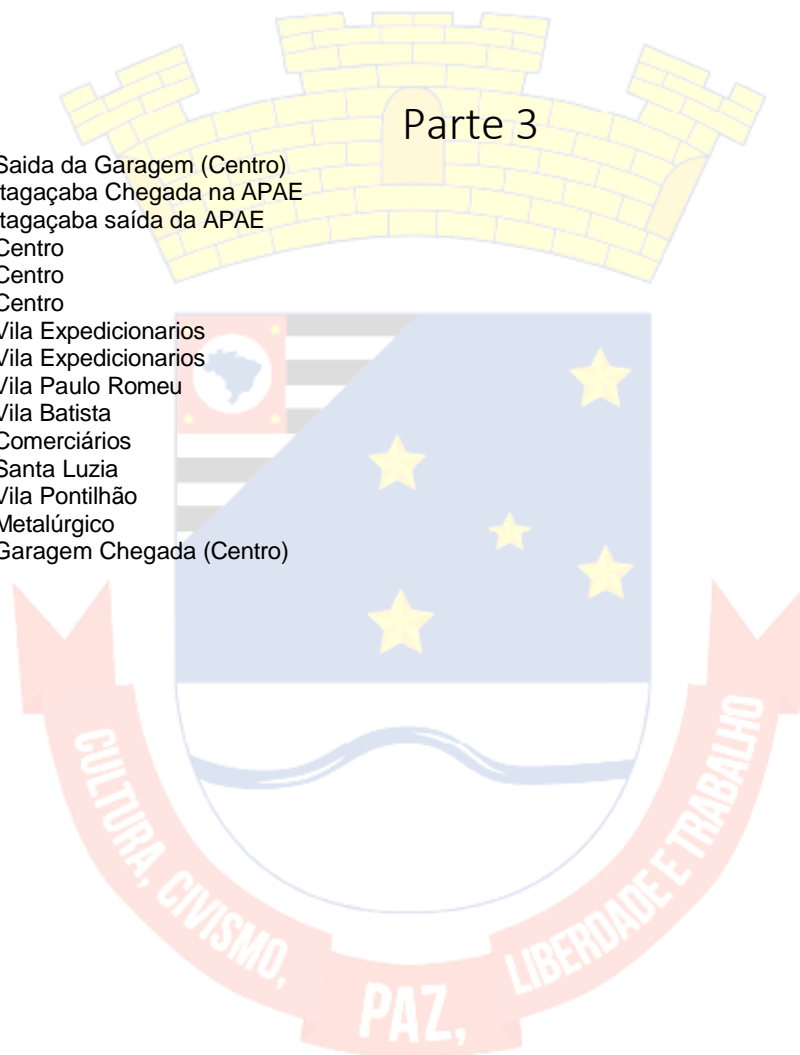 Parte 3
Saida da Garagem (Centro)
tagaçaba Chegada na APAE
tagaçaba saída da APAE
Centro
Centro
Centro
Vila Expedicionarios
Vila Expedicionarios
Vila Paulo Romeu
Vila Batista
Comerciários
Santa Luzia
Vila Pontilhão
Metalúrgico
Garagem Chegada (Centro)
CULTURA, CIVISMO,
PAZ,
LIBERDADE E TRABALHO